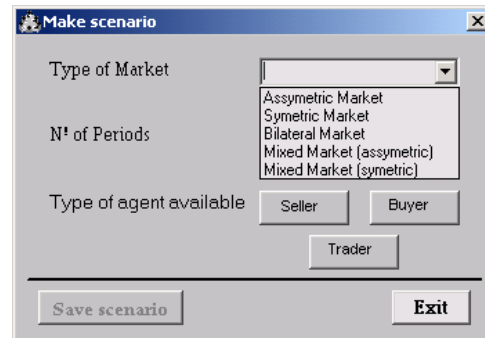 Make scenario
Type of Market
Assymetric Market
Symetric Market
Bilateral Market
Mixed Market (assymetric)
Mixed Market (symetric)
Nº of Periods
Type of agent available
Seller
Buyer
Trader
Save scenario
Exit